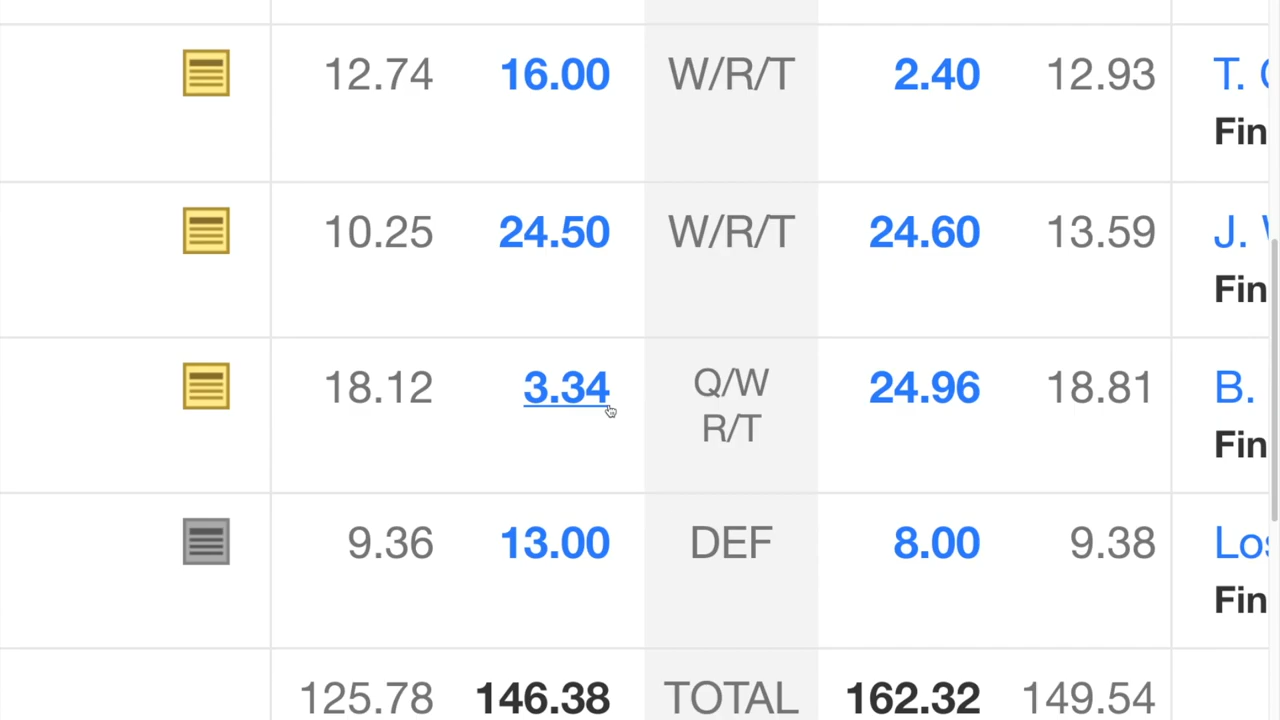 12.74 16.00 W/R/T 2.40 12.93 T.
Fin
10.25 24.50 W/R/T 24.60 13.59 J.
Fin
18.12 3.34 Q/W R/T 24.96 18.81 B.
Fin
9.36 13.00 DEF 8.00 9.38 Los
Fin
125.78 146.38 TOTAL 162.32 149.54